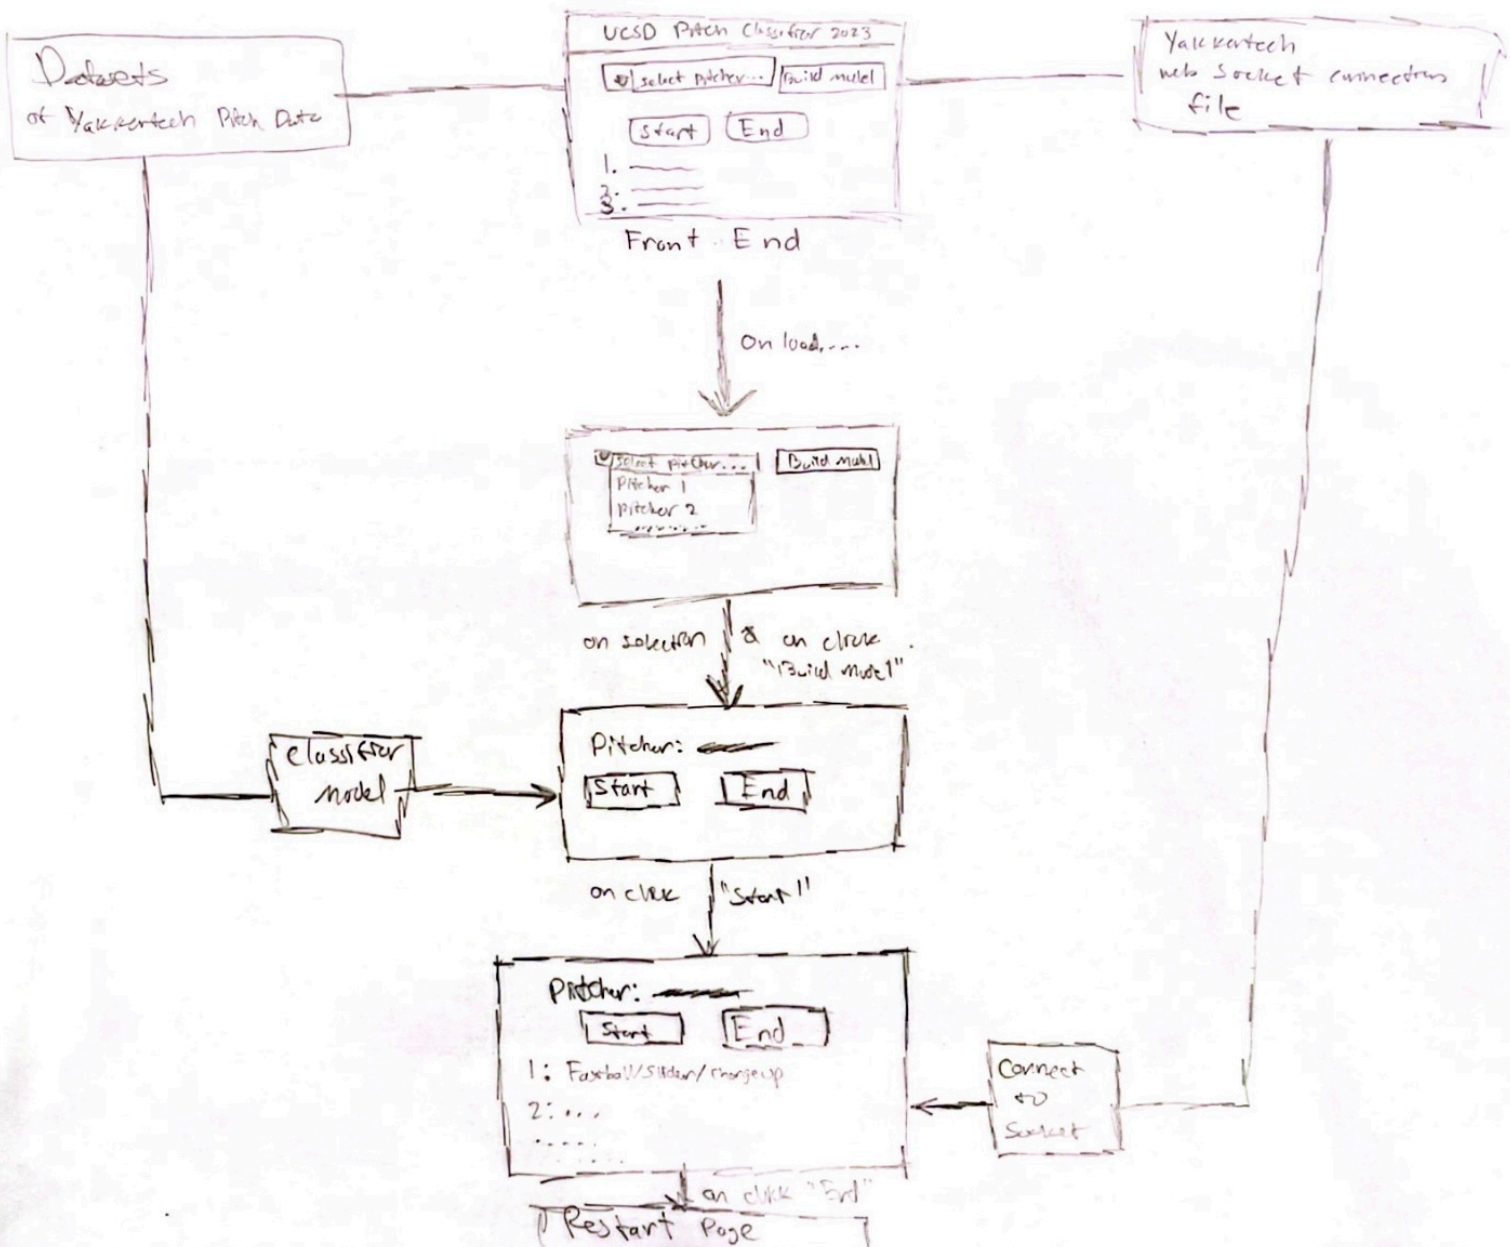 Datasets
of Yakkertech Pitch Data
UCSD Pitch Classifier 2023
Select Pitcher... Build model
Start End
1.
2.
3.
Front End
Yakkertech
web socket connections
file
On load....
Select pitcher... Build model
Pitcher 1
Pitcher 2
........
on selection & on click
"Build Model"
Classifier
Model
Pitcher:
Start End
on click "Start"
Pitcher:
Start End
1: Fastball/Slider/changeup
2: ...
.....
.....
Connect
to
Socket
on click "End"
Restart Page